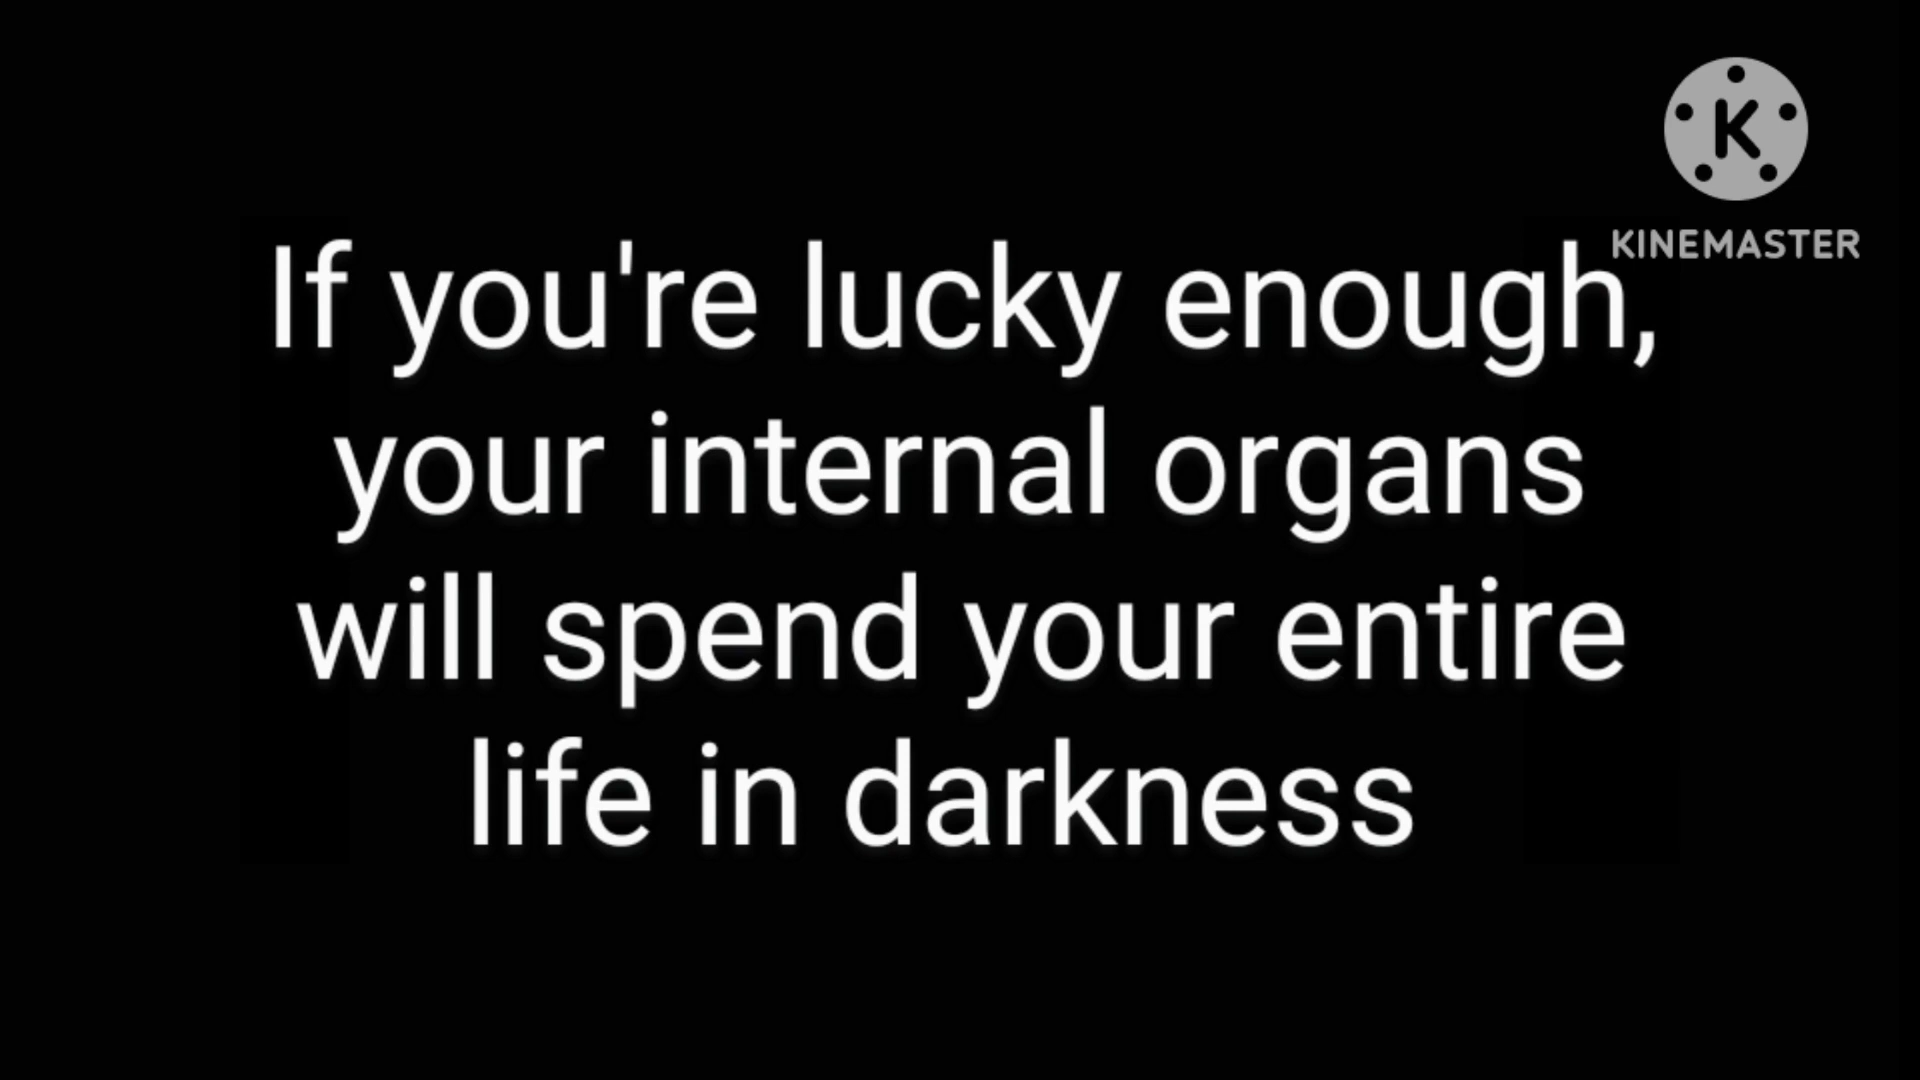 K
KINEMASTER
If you're lucky enough,
your internal organs
will spend your entire
life in darkness